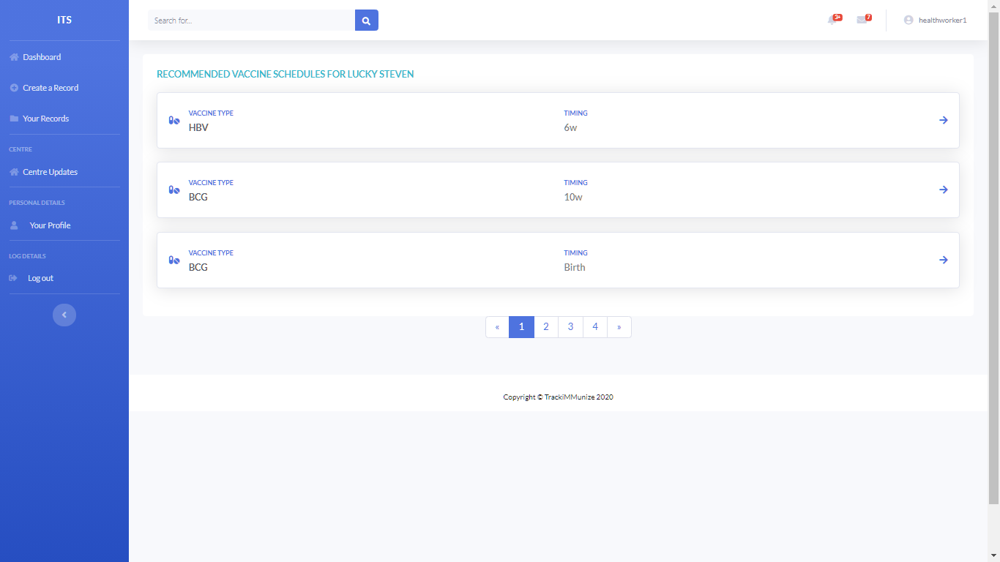 ITS
Dashboard
Create a Record
Your Records
CENTRE
Centre Updates
PERSONAL DETAILS
Your Profile
LOG DETAILS
Log out
Search for...
3+
7
healthworker1
RECOMMENDED VACCINE SCHEDULES FOR LUCKY STEVEN
VACCINE TYPE TIMING
HBV 6w
VACCINE TYPE TIMING
BCG 10w
VACCINE TYPE TIMING
BCG Birth
« 1 2 3 4 »
Copyright © TrackiMMunize 2020